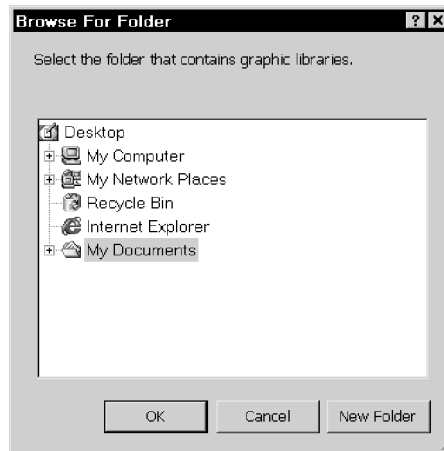 Browse For Folder
Select the folder that contains graphic libraries.
Desktop
My Computer
My Network Places
Recycle Bin
Internet Explorer
My Documents
OK Cancel New Folder